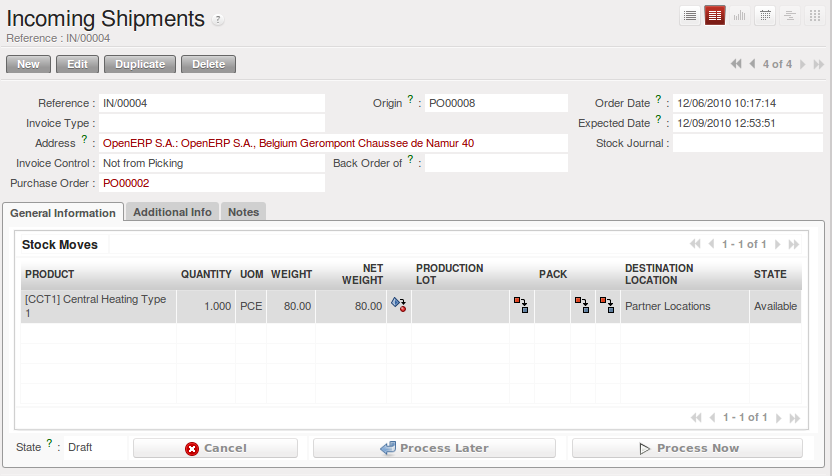 Incoming Shipments ?
Reference : IN/00004
New Edit Duplicate Delete 4 of 4
Reference : IN/00004 Origin ? : PO00008 Order Date ? : 12/06/2010 10:17:14
Invoice Type : Expected Date ? : 12/09/2010 12:53:51
Address ? : OpenERP S.A.: OpenERP S.A., Belgium Gerompont Chaussee de Namur 40 Stock Journal :
Invoice Control : Not from Picking Back Order of ? :
Purchase Order : PO00002
General Information Additional Info Notes
Stock Moves 1 - 1 of 1
PRODUCT QUANTITY UOM WEIGHT NET WEIGHT PRODUCTION LOT PACK DESTINATION LOCATION STATE
[CCT1] Central Heating Type 1 1.000 PCE 80.00 80.00 Partner Locations Available
1 - 1 of 1
State ? : Draft Cancel Process Later Process Now